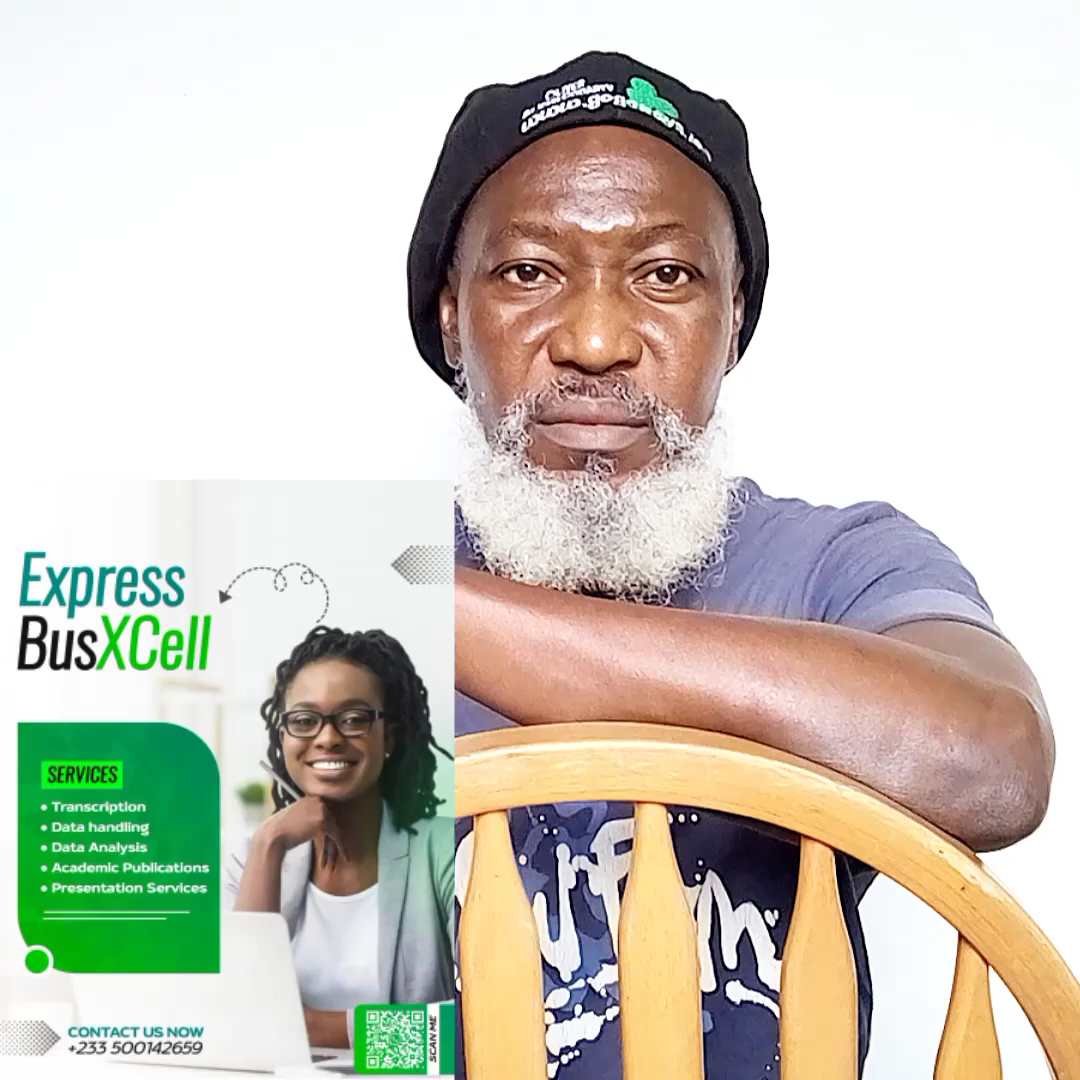 Express
BusXCell
SERVICES
• Transcription
• Data handling
• Data Analysis
• Academic Publications
• Presentation Services
CONTACT US NOW
+233 500142659
SCAN ME